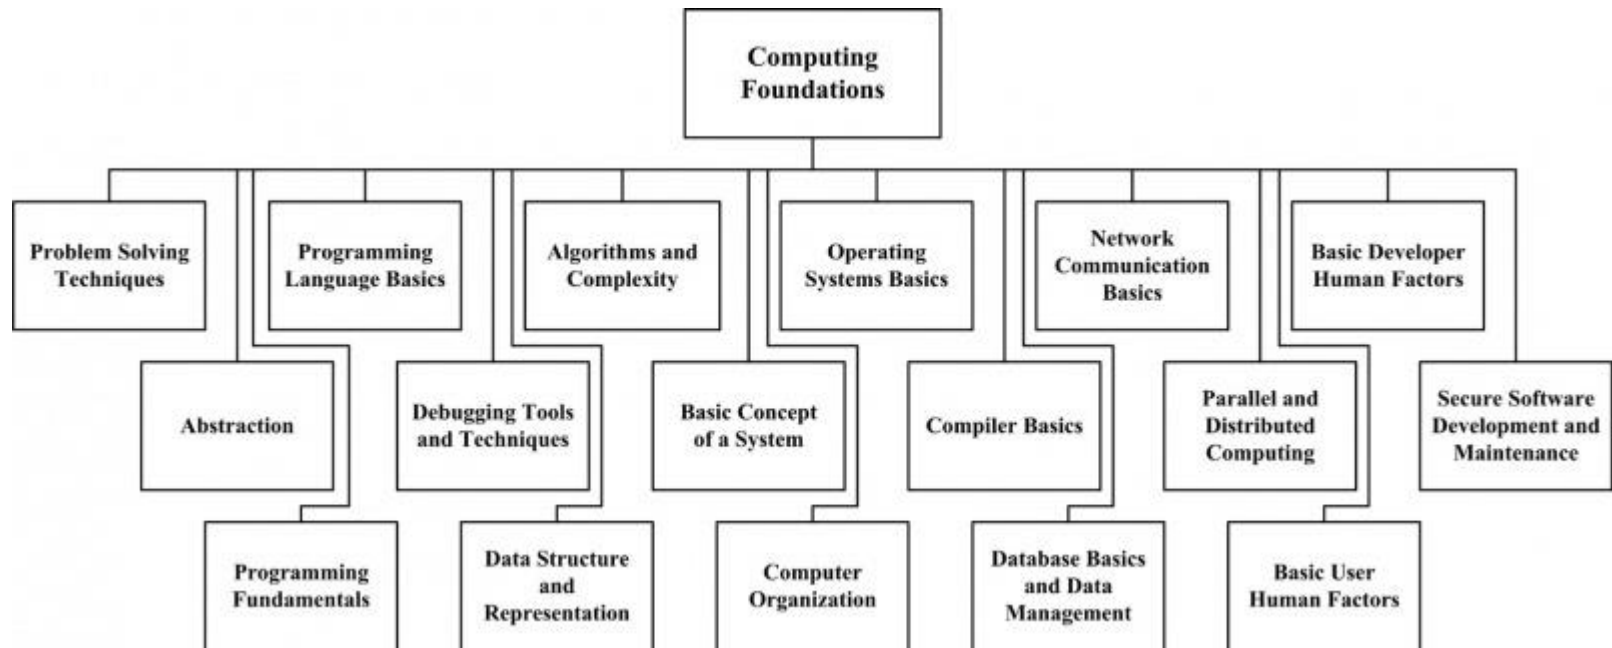 Computing
Foundations
Problem Solving
Techniques
Programming
Language Basics
Algorithms and
Complexity
Operating
Systems Basics
Network
Communication
Basics
Basic Developer
Human Factors
Abstraction
Debugging Tools
and Techniques
Basic Concept
of a System
Compiler Basics
Parallel and
Distributed
Computing
Secure Software
Development and
Maintenance
Programming
Fundamentals
Data Structure
and
Representation
Computer
Organization
Database Basics
and Data
Management
Basic User
Human Factors